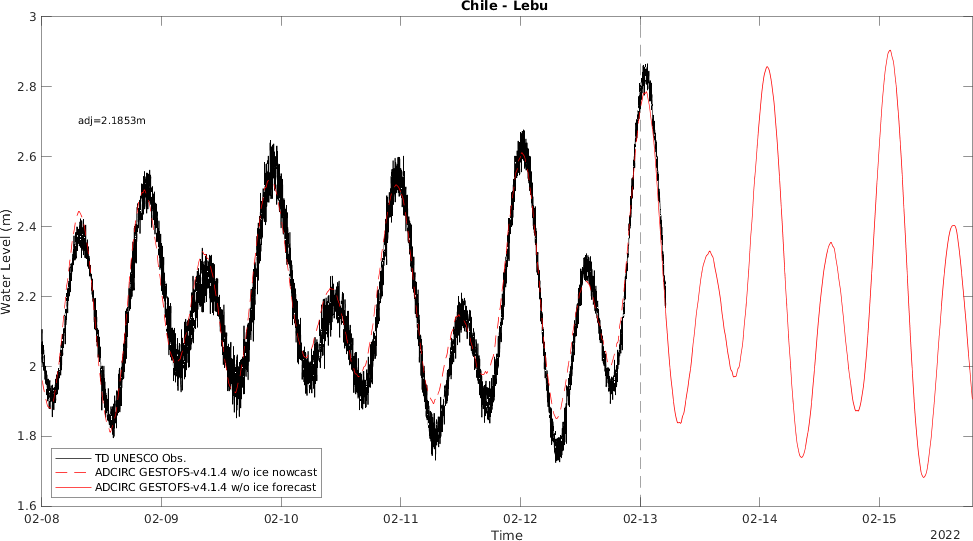 Chile - Lebu
3
2.8
2.6
2.4
2.2
2
1.8
1.6
Water Level (m)
adj=2.1853m
TD UNESCO Obs.
ADCIRC GESTOFS-v4.1.4 w/o ice nowcast
ADCIRC GESTOFS-v4.1.4 w/o ice forecast
02-08 02-09 02-10 02-11 02-12 02-13 02-14 02-15
Time
2022